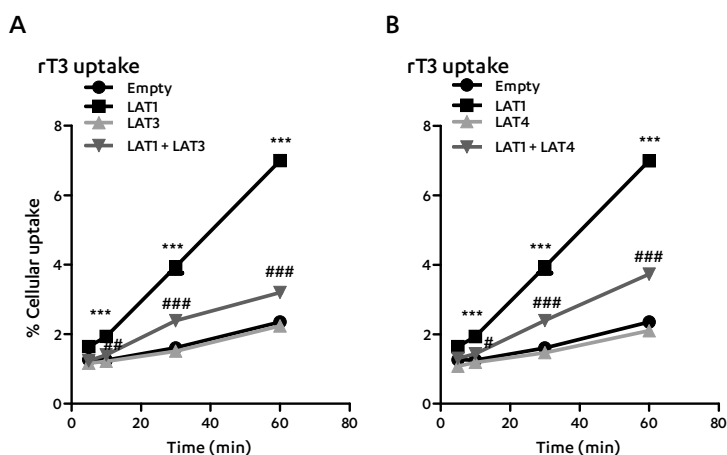 A
rT3 uptake
Empty
LAT1
LAT3
LAT1 + LAT3
% Cellular uptake
8
6
4
2
0
***
***
***
##
###
###
0 20 40 60 80
Time (min)
B
rT3 uptake
Empty
LAT1
LAT4
LAT1 + LAT4
8
6
4
2
0
***
***
***
#
###
###
0 20 40 60 80
Time (min)